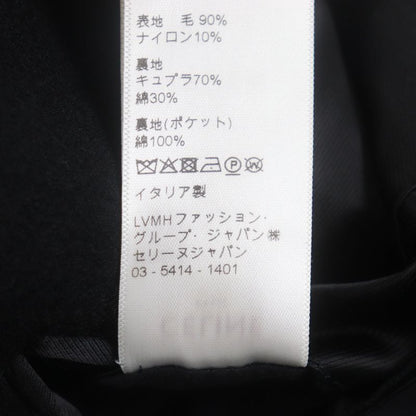 表地 毛 90%
ナイロン10%
裏地
キュプラ70%
綿30%
裏地(ポケット)
綿100%
イタリア製
LVMHファッション・
グループ・ジャパン㈱
セリーヌジャパン
03 - 5414 - 1401